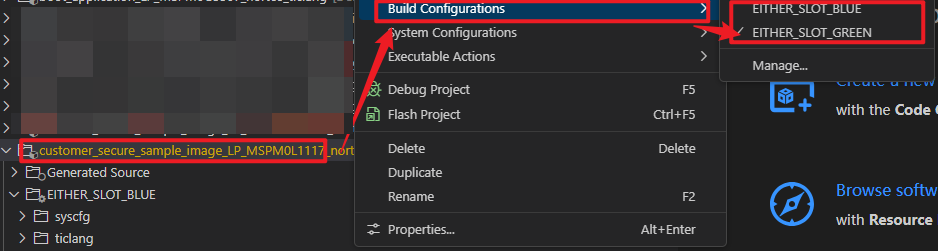 Build Configurations
EITHER_SLOT_BLUE
EITHER_SLOT_GREEN
System Configurations
Executable Actions
Manage...
Debug Project F5
Create a new
with the Code C
Flash Project Ctrl+F5
customer_secure_sample_image_LP_MSPM0L1117_nort
Delete Delete
Generated Source
Duplicate
EITHER_SLOT_BLUE
Rename F2
Browse softw
with Resource
syscfg
ticlang
Properties... Alt+Enter